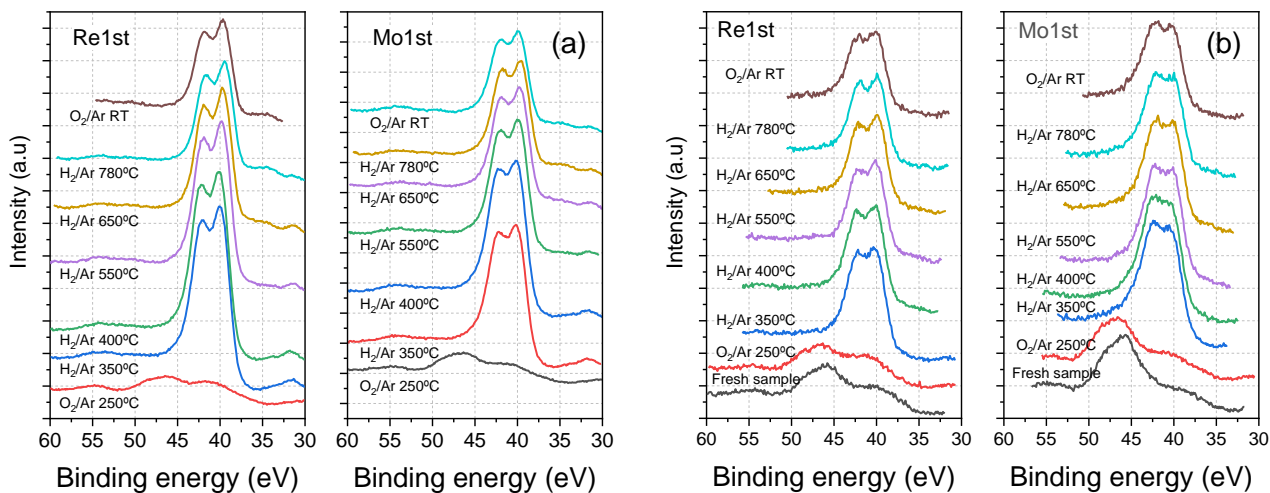 Re1st
O₂/Ar RT
H₂/Ar 780ºC
H₂/Ar 650ºC
H₂/Ar 550ºC
H₂/Ar 400ºC
H₂/Ar 350ºC
O₂/Ar 250ºC
60 55 50 45 40 35 30
Binding energy (eV)
Intensity (a.u)
Mo1st
(a)
O₂/Ar RT
H₂/Ar 780ºC
H₂/Ar 650ºC
H₂/Ar 550ºC
H₂/Ar 400ºC
H₂/Ar 350ºC
O₂/Ar 250ºC
60 55 50 45 40 35 30
Binding energy (eV)
Re1st
O₂/Ar RT
H₂/Ar 780ºC
H₂/Ar 650ºC
H₂/Ar 550ºC
H₂/Ar 400ºC
H₂/Ar 350ºC
O₂/Ar 250ºC
Fresh sample
60 55 50 45 40 35 30
Binding energy (eV)
Intensity (a.u)
Mo1st
(b)
O₂/Ar RT
H₂/Ar 780ºC
H₂/Ar 650ºC
H₂/Ar 550ºC
H₂/Ar 400ºC
H₂/Ar 350ºC
O₂/Ar 250ºC
Fresh sample
60 55 50 45 40 35 30
Binding energy (eV)